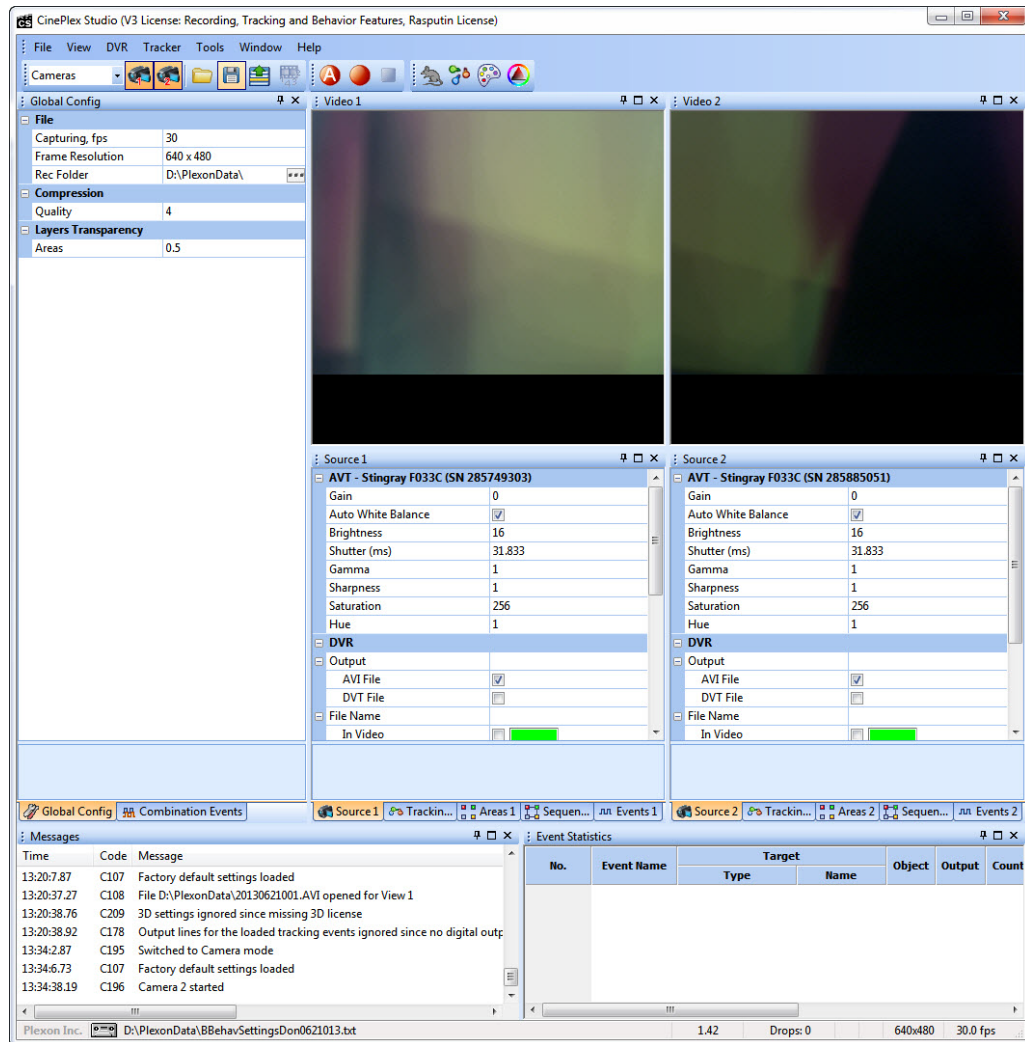 CinePlex Studio (V3 License: Recording, Tracking and Behavior Features, Rasputin License)
File View DVR Tracker Tools Window Help
Cameras
Global Config
File
Capturing, fps 30
Frame Resolution 640 x 480
Rec Folder D:\PlexonData\
Compression
Quality 4
Layers Transparency
Areas 0.5
Global Config Combination Events
Video 1
Video 2
Source 1
AVT - Stingray F033C (SN 285749303)
Gain 0
Auto White Balance
Brightness 16
Shutter (ms) 31.833
Gamma 1
Sharpness 1
Saturation 256
Hue 1
DVR
Output
AVI File
DVT File
File Name
In Video
Source 1 Trackin... Areas 1 Sequen... Events 1
Source 2
AVT - Stingray F033C (SN 285885051)
Gain 0
Auto White Balance
Brightness 16
Shutter (ms) 31.833
Gamma 1
Sharpness 1
Saturation 256
Hue 1
DVR
Output
AVI File
DVT File
File Name
In Video
Source 2 Trackin... Areas 2 Sequen... Events 2
Messages
Time Code Message
13:20:7.87 C107 Factory default settings loaded
13:20:37.27 C108 File D:\PlexonData\20130621001.AVI opened for View 1
13:20:38.76 C209 3D settings ignored since missing 3D license
13:20:38.92 C178 Output lines for the loaded tracking events ignored since no digital outp
13:34:2.87 C195 Switched to Camera mode
13:34:6.73 C107 Factory default settings loaded
13:34:38.19 C196 Camera 2 started
Event Statistics
No. Event Name Target Object Output Count
Type Name
Plexon Inc. D:\PlexonData\BBehavSettingsDon0621013.txt 1.42 Drops: 0 640x480 30.0 fps